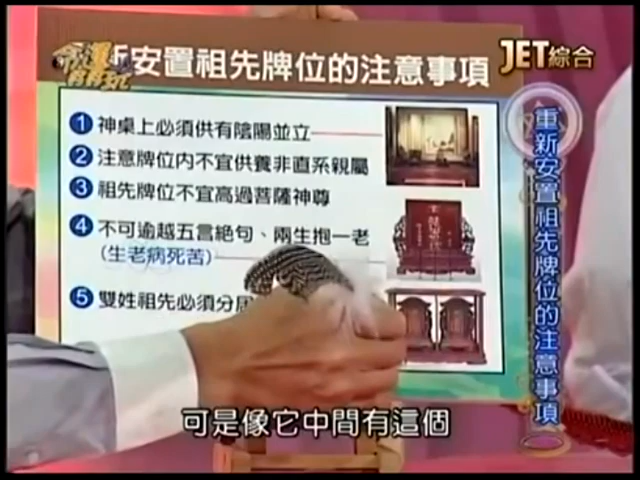 命運好好玩
JET綜合
新安置祖先牌位的注意事項
1 神桌上必須供有陰陽並立
2 注意牌位內不宜供養非直系親屬
3 祖先牌位不宜高過菩薩神尊
4 不可逾越五言絕句、兩生抱一老
(生老病死苦)
5 雙姓祖先必須分居
重新安置祖先牌位的注意事項
可是像它中間有這個